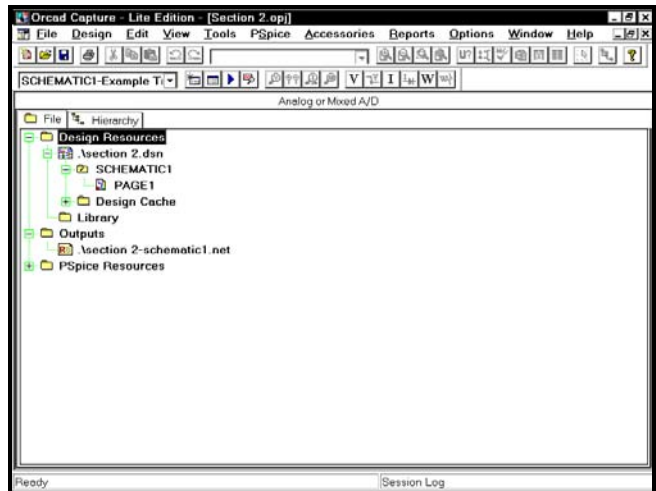 Orcad Capture - Lite Edition - [Section 2.opj]
File Design Edit View Tools PSpice Accessories Reports Options Window Help
U?
?
SCHEMATIC1-Example T
V I W
Analog or Mixed A/D
File Hierarchy
Design Resources
.\section 2.dsn
SCHEMATIC1
PAGE1
Design Cache
Library
Outputs
.\section 2-schematic1.net
PSpice Resources
Ready Session Log